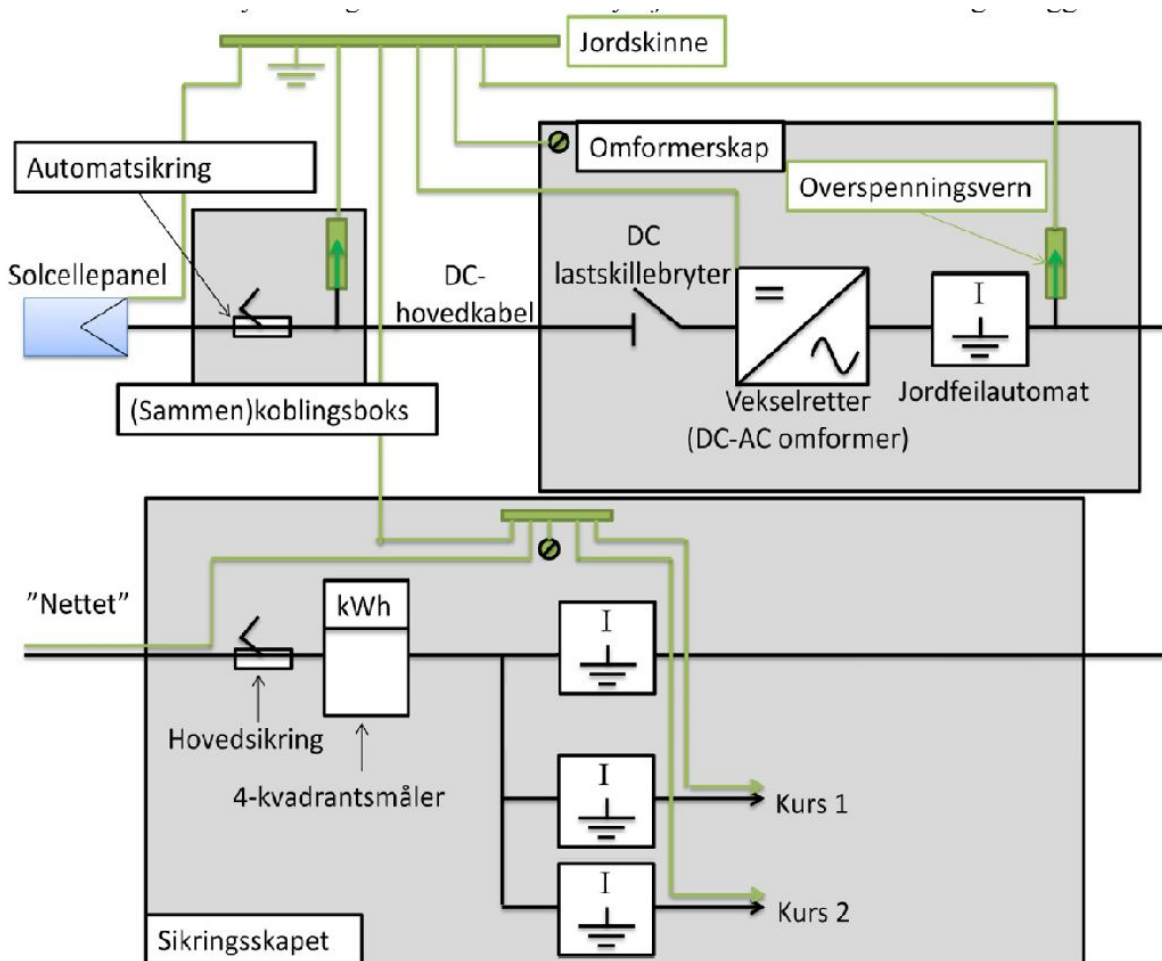 Jordskinne
Automatsikring
Omformerskap
Overspenningsvern
Solcellepanel
DC-
hovedkabel
DC
lastskillebryter
I
(Sammen)koblingsboks
Vekselretter
(DC-AC omformer)
Jordfeilautomat
"Nettet"
kWh
I
Hovedsikring
4-kvadrantsmåler
I
Kurs 1
I
Kurs 2
Sikringsskapet